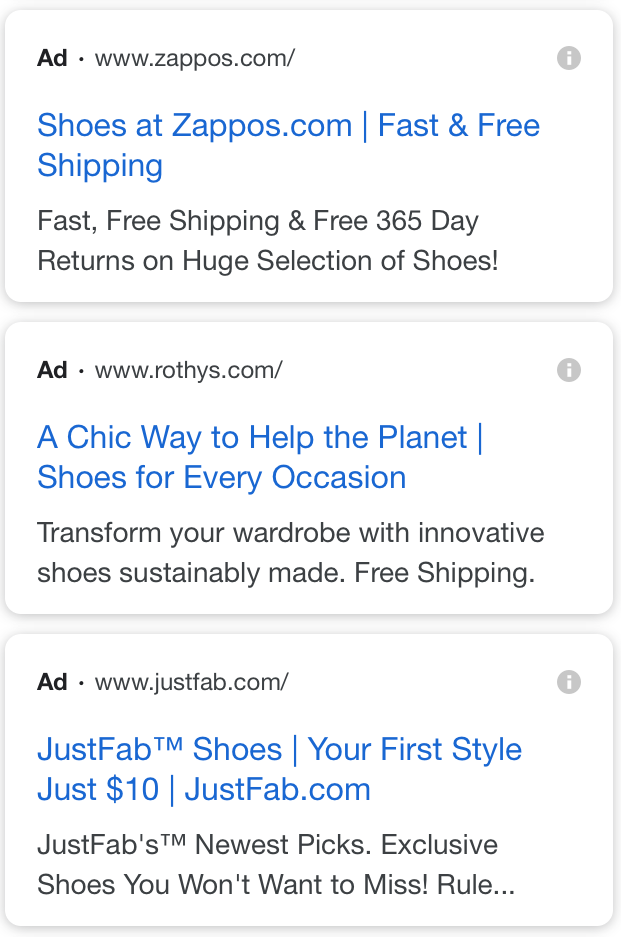 Ad · www.zappos.com/
Shoes at Zappos.com | Fast & Free
Shipping
Fast, Free Shipping & Free 365 Day
Returns on Huge Selection of Shoes!
Ad · www.rothys.com/
A Chic Way to Help the Planet |
Shoes for Every Occasion
Transform your wardrobe with innovative
shoes sustainably made. Free Shipping.
Ad · www.justfab.com/
JustFab™ Shoes | Your First Style
Just $10 | JustFab.com
JustFab's™ Newest Picks. Exclusive
Shoes You Won't Want to Miss! Rule...